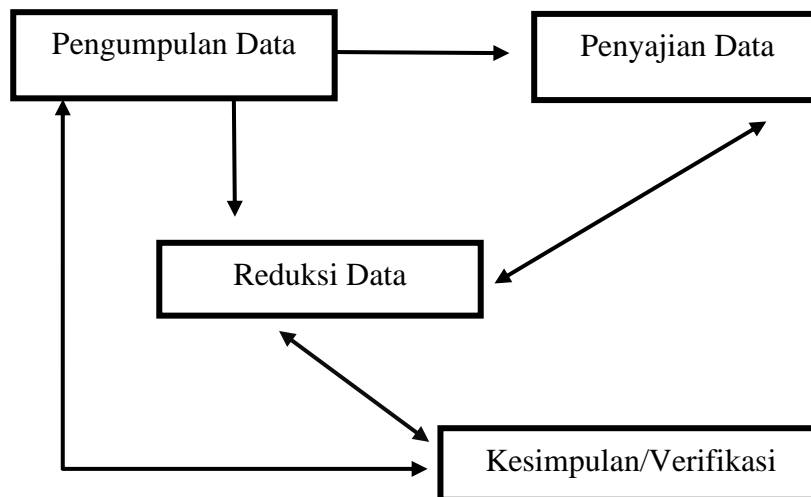 Pengumpulan Data
Penyajian Data
Reduksi Data
Kesimpulan/Verifikasi